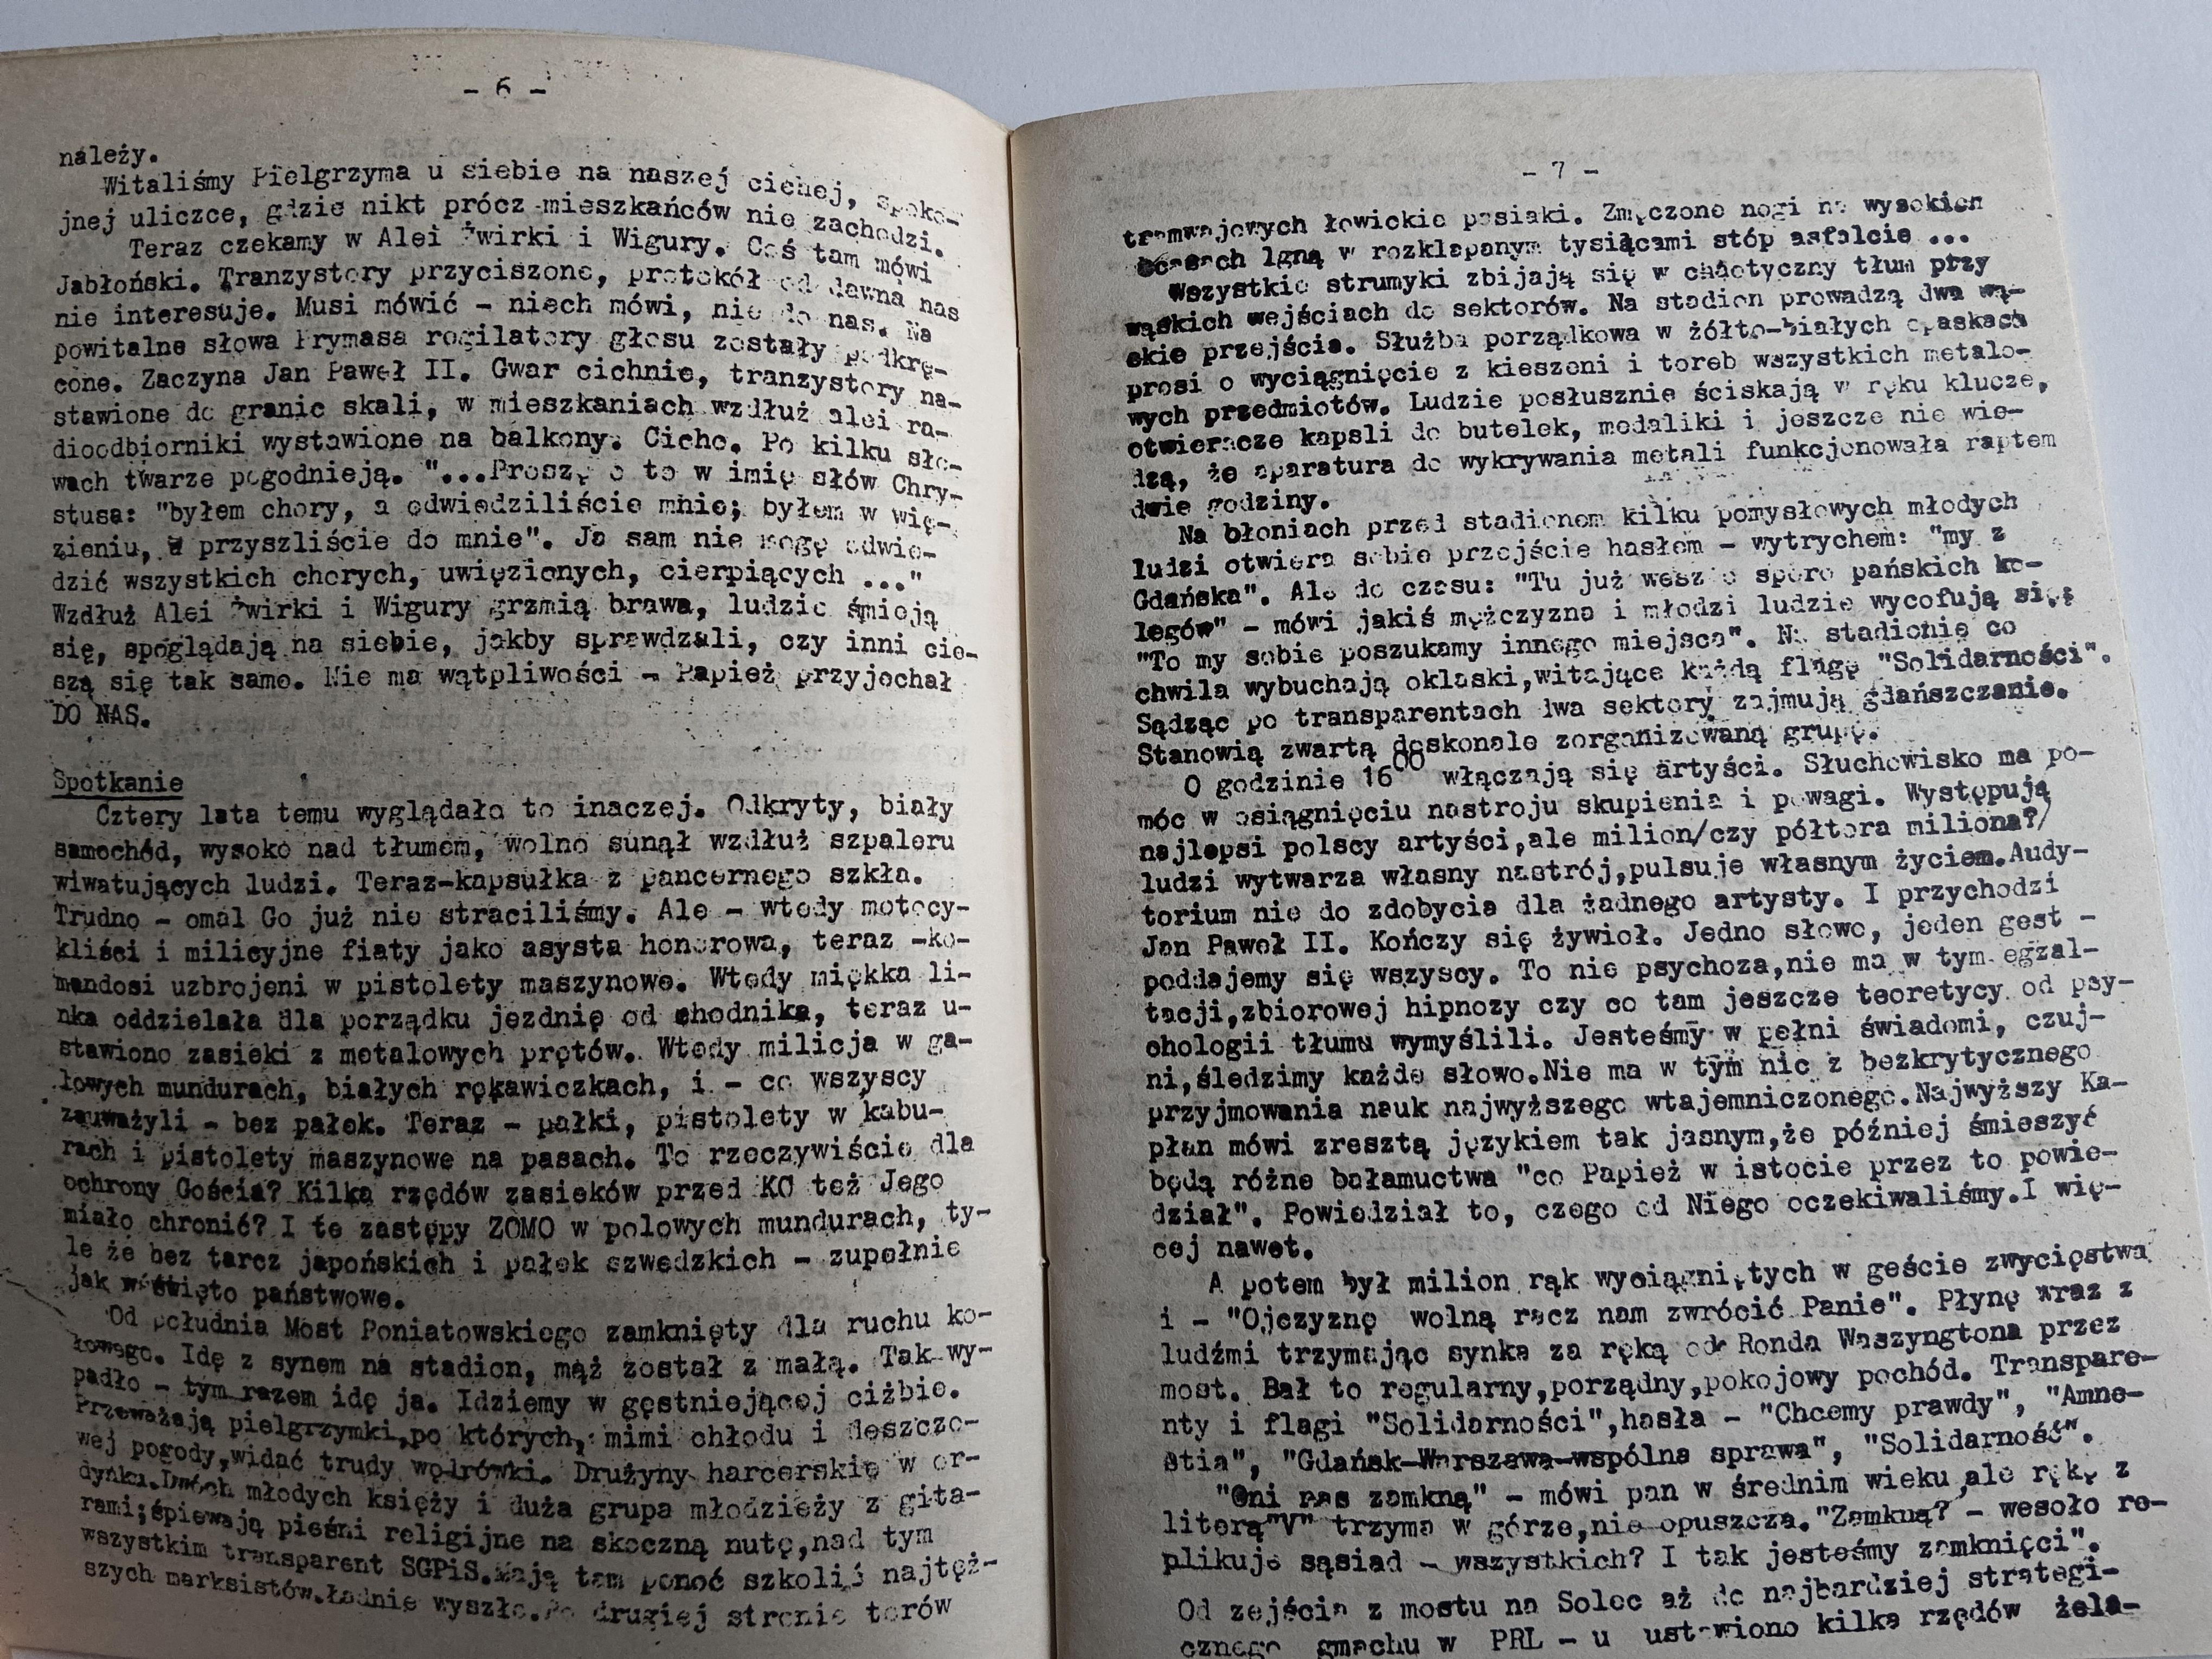 - 6 -
należy.
Witaliśmy Pielgrzyma u siebie na naszej cichej, spoko-
jnej uliczce, gdzie nikt prócz mieszkańców nie zachodzi.
Teraz czekamy w Alei Żwirki i Wigury. Coś tam mówi
Jabłoński. Tranzystory przyciszone, protokół od dawna nas
nie interesuje. Musi mówić - niech mówi, nie do nas. Na
powitalne słowa Prymasa rogilatory głosu zostały podkrę-
cone. Zaczyna Jan Paweł II. Gwar cichnie, tranzystory na-
stawione do granic skali, w mieszkaniach wzdłuż alei ra-
dioodbiorniki wystawione na balkony. Cicho. Po kilku sło-
wach twarze pogodnieją. "...Proszę o to w imię słów Chry-
stusa: "byłem chory, a odwiedziliście mnie; byłem w wię-
zieniu, a przyszliście do mnie". Ja sam nie mogę odwie-
dzić wszystkich chorych, uwięzionych, cierpiących ..."
Wzdłuż Alei Żwirki i Wigury grzmią brawa, ludzie śmieją
się, spoglądają na siebie, jakby sprawdzali, czy inni cie-
szą się tak samo. Nie ma wątpliwości - Papież przyjechał
DO NAS.
Spotkanie
Cztery lata temu wyglądało to inaczej. Odkryty, biały
samochód, wysoko nad tłumem, wolno sunął wzdłuż szpaleru
wiwatujących ludzi. Teraz-kapsułka z pancernego szkła.
Trudno - omal Go już nie straciliśmy. Ale - wtedy motocy-
kliści i milicyjne fiaty jako asysta honorowa, teraz -ko-
mandosi uzbrojeni w pistolety maszynowe. Wtedy miękka li-
nka oddzielała dla porządku jezdnię od chodnika, teraz u-
stawiono zasieki z metalowych prętów. Wtedy milicja w ga-
lowych mundurach, białych rękawiczkach, i - co wszyscy
zauważyli - bez pałek. Teraz - pałki, pistolety w kabu-
rach i pistolety maszynowe na pasach. To rzeczywiście dla
ochrony Gościa? Kilka rzędów zasieków przed KC też Jego
miało chronić? I te zastępy ZOMO w polowych mundurach, ty-
le że bez tarcz japońskich i pałek szwedzkich - zupełnie
jak w święto państwowe.
Od południa Most Poniatowskiego zamknięty dla ruchu ko-
łowego. Idę z synem na stadion, mąż został z małą. Tak wy-
padło - tym razem idę ja. Idziemy w gęstniejącej ciżbie.
Przeważają pielgrzymki,po których, mimi chłodu i deszczo-
wej pogody,widać trudy wędrówki. Drużyny harcerskie w or-
dynku.Dwóch młodych księży i duża grupa młodzieży z gita-
rami;śpiewają pieśni religijne na skoczną nutę,nad tym
wszystkim transparent SGPiS.Mają tam ponoć szkolić najtęż-
szych marksistów.Ładnie wyszło.Po drugiej stronie torów
- 7 -
tramwajowych łowickie pasiaki. Zmęczone nogi na wysokich
obcasach lgną w rozklapanym tysiącami stóp asfalcie ...
Wszystkie strumyki zbijają się w chaotyczny tłum przy
wąskich wejściach do sektorów. Na stadion prowadzą dwa wą-
skie przejścia. Służba porządkowa w żółto-białych opaskach
prosi o wyciągnięcie z kieszeni i toreb wszystkich metalo-
wych przedmiotów. Ludzie posłusznie ściskają w ręku klucze,
otwieracze kapsli do butelek, medaliki i jeszcze nie wie-
dzą, że aparatura do wykrywania metali funkcjonowała raptem
dwie godziny.
Na błoniach przed stadionem kilku pomysłowych młodych
ludzi otwiera sobie przejście hasłem - wytrychem: "my z
Gdańska". Ale do czasu: "Tu już weszło sporo pańskich ko-
legów" - mówi jakiś mężczyzna i młodzi ludzie wycofują się
"To my sobie poszukamy innego miejsca". Na stadionie co
chwila wybuchają oklaski,witające każdą flagę "Solidarności".
Sądząc po transparentach dwa sektory zajmują gdańszczanie.
Stanowią zwartą doskonale zorganizowaną grupę.
O godzinie 16⁰⁰ włączają się artyści. Słuchowisko ma po-
móc w osiągnięciu nastroju skupienia i powagi. Występują
najlepsi polscy artyści,ale milion/czy półtora miliona?/
ludzi wytwarza własny nastrój,pulsuje własnym życiem.Audy-
torium nie do zdobycia dla żadnego artysty. I przychodzi
Jan Paweł II. Kończy się żywioł. Jedno słowo, jeden gest -
poddajemy się wszyscy. To nie psychoza,nie ma w tym egzal-
tacji,zbiorowej hipnozy czy co tam jeszcze teoretycy od psy-
chologii tłumu wymyślili. Jesteśmy w pełni świadomi, czuj-
ni,śledzimy każde słowo.Nie ma w tym nic z bezkrytycznego
przyjmowania nauk najwyższego wtajemniczonego.Najwyższy Ka-
płan mówi zresztą językiem tak jasnym,że później śmieszyć
będą różne bałamuctwa "co Papież w istocie przez to powie-
dział". Powiedział to, czego od Niego oczekiwaliśmy.I wię-
cej nawet.
A potem był milion rąk wyciągniętych w geście zwycięstwa
i - "Ojczyznę wolną racz nam zwrócić Panie". Płynę wraz z
ludźmi trzymając synka za rękę od Ronda Waszyngtona przez
most. Bał to regularny,porządny,pokojowy pochód. Transpare-
nty i flagi "Solidarności",hasła - "Chcemy prawdy", "Amne-
stia", "Gdańsk-Warszawa-wspólna sprawa", "Solidarność".
"Oni nas zamkną" - mówi pan w średnim wieku,ale rękę z
literą"V" trzyma w górze,nie opuszcza."Zamkną? - wesoło re-
plikuje sąsiad - wszystkich? I tak jesteśmy zamknięci".
Od zejścia z mostu na Solec aż do najbardziej strategi-
cznego gmachu w PRL - u ustawiono kilka rzędów żela-